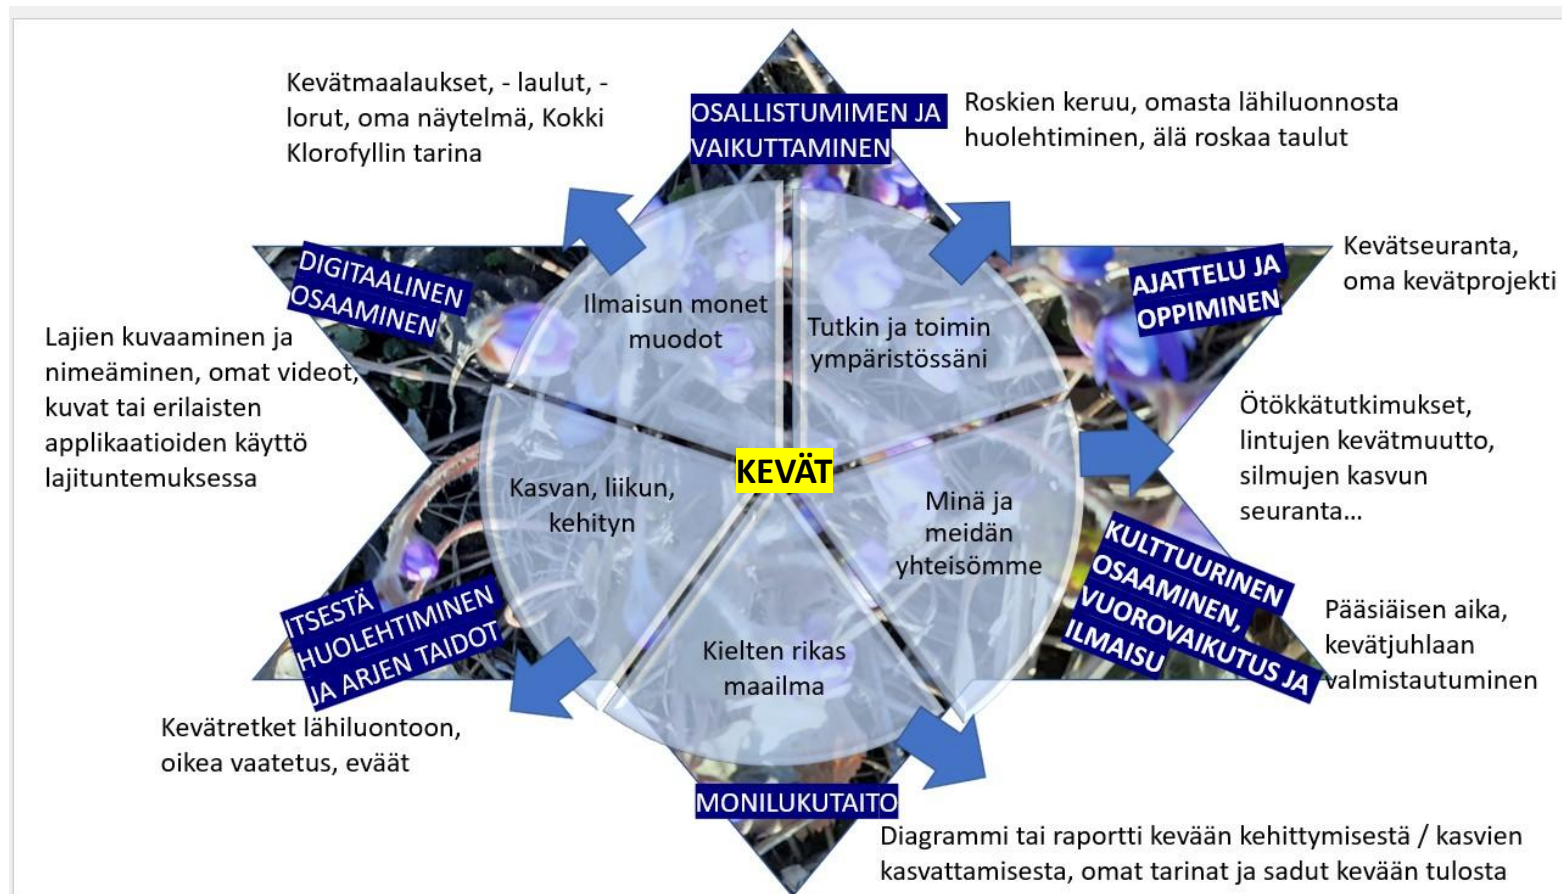 Kevätmaalaukset, - laulut, -
lorut, oma näytelmä, Kokki
Klorofyllin tarina
OSALLISTUMIMEN JA
VAIKUTTAMINEN
Roskien keruu, omasta lähiluonnosta
huolehtiminen, älä roskaa taulut
DIGITAALINEN
OSAAMINEN
Ilmaisun monet
muodot
Tutkin ja toimin
ympäristössäni
AJATTELU JA
OPPIMINEN
Kevätseuranta,
oma kevätprojekti
Lajien kuvaaminen ja
nimeäminen, omat videot,
kuvat tai erilaisten
applikaatioiden käyttö
lajituntemuksessa
KEVÄT
Ötökkätutkimukset,
lintujen kevätmuutto,
silmujen kasvun
seuranta...
Kasvan, liikun,
kehityn
Minä ja
meidän
yhteisömme
KULTTUURINEN
OSAAMINEN,
VUOROVAIKUTUS JA
ILMAISU
ITSESTÄ
HUOLEHTIMINEN
JA ARJEN TAIDOT
Kielten rikas
maailma
Pääsiäisen aika,
kevätjuhlaan
valmistautuminen
Kevätretket lähiluontoon,
oikea vaatetus, eväät
MONILUKUTAITO
Diagrammi tai raportti kevään kehittymisestä / kasvien
kasvattamisesta, omat tarinat ja sadut kevään tulosta